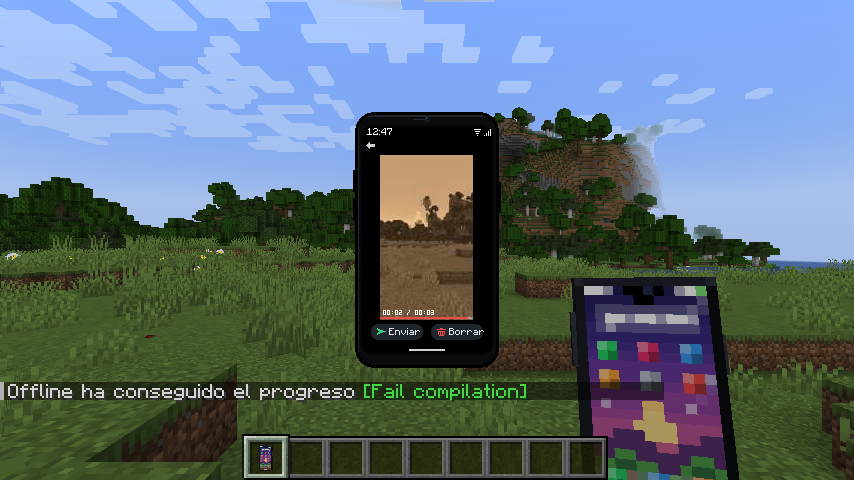 12:47
00:02 / 00:03
Enviar
Borrar
Offline ha conseguido el progreso [Fail compilation]